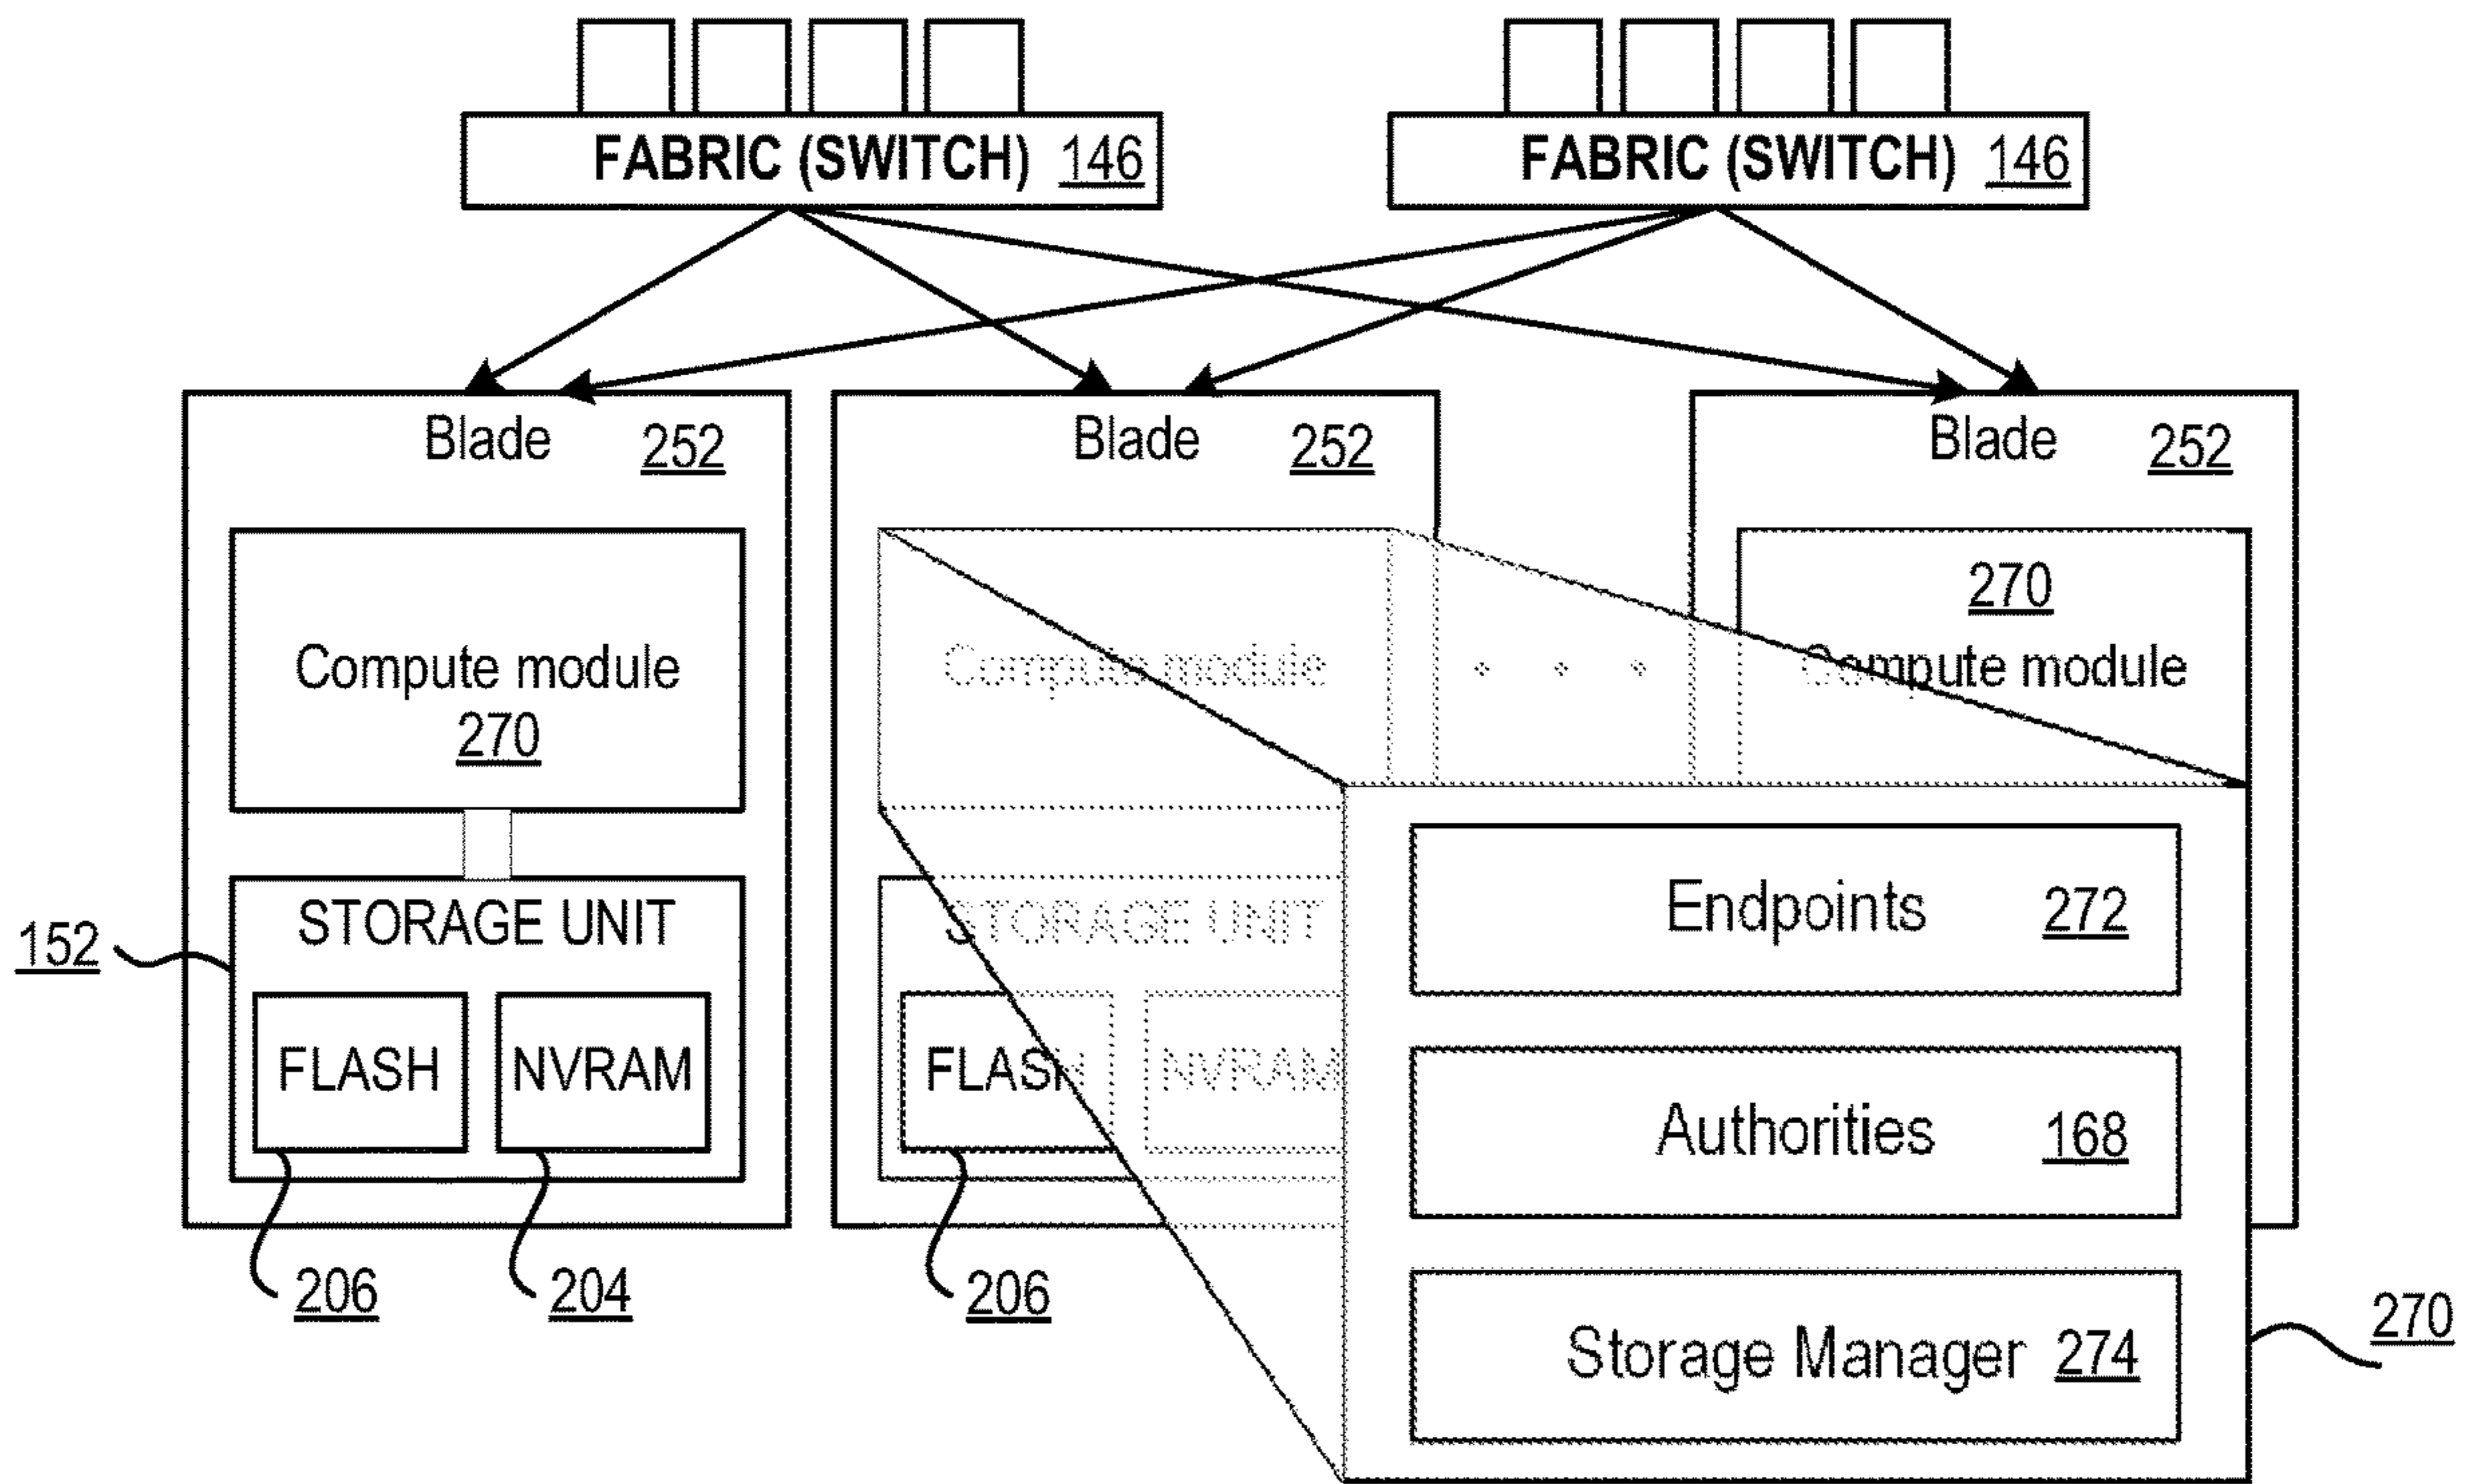 FABRIC (SWITCH) 146
FABRIC (SWITCH) 146
Blade 252
Blade 252
Blade 252
Compute module
270
Compute module
270
Compute module
STORAGE UNIT
152
FLASH
NVRAM
206
204
STORAGE UNIT
FLASH
NVRAM
206
Endpoints 272
Authorities 168
Storage Manager 274
270